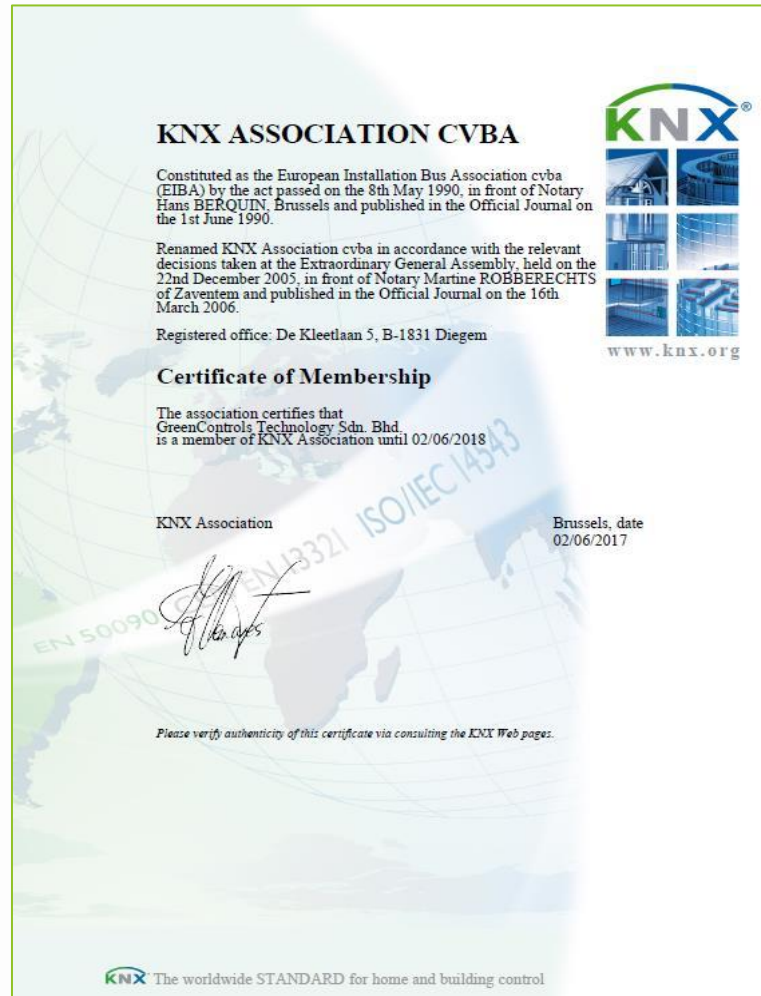 KNX®
KNX ASSOCIATION CVBA
Constituted as the European Installation Bus Association cvba
(EIBA) by the act passed on the 8th May 1990, in front of Notary
Hans BERQUIN, Brussels and published in the Official Journal on
the 1st June 1990.
Renamed KNX Association cvba in accordance with the relevant
decisions taken at the Extraordinary General Assembly, held on the
22nd December 2005, in front of Notary Martine ROBBERECHTS
of Zaventem and published in the Official Journal on the 16th
March 2006.
Registered office: De Kleetlaan 5, B-1831 Diegem
www.knx.org
Certificate of Membership
The association certifies that
GreenControls Technology Sdn. Bhd.
is a member of KNX Association until 02/06/2018
KNX Association
Brussels, date
02/06/2017
EN 50090 EN 13321 ISO/IEC 14543
Please verify authenticity of this certificate via consulting the KNX Web pages.
KNX The worldwide STANDARD for home and building control